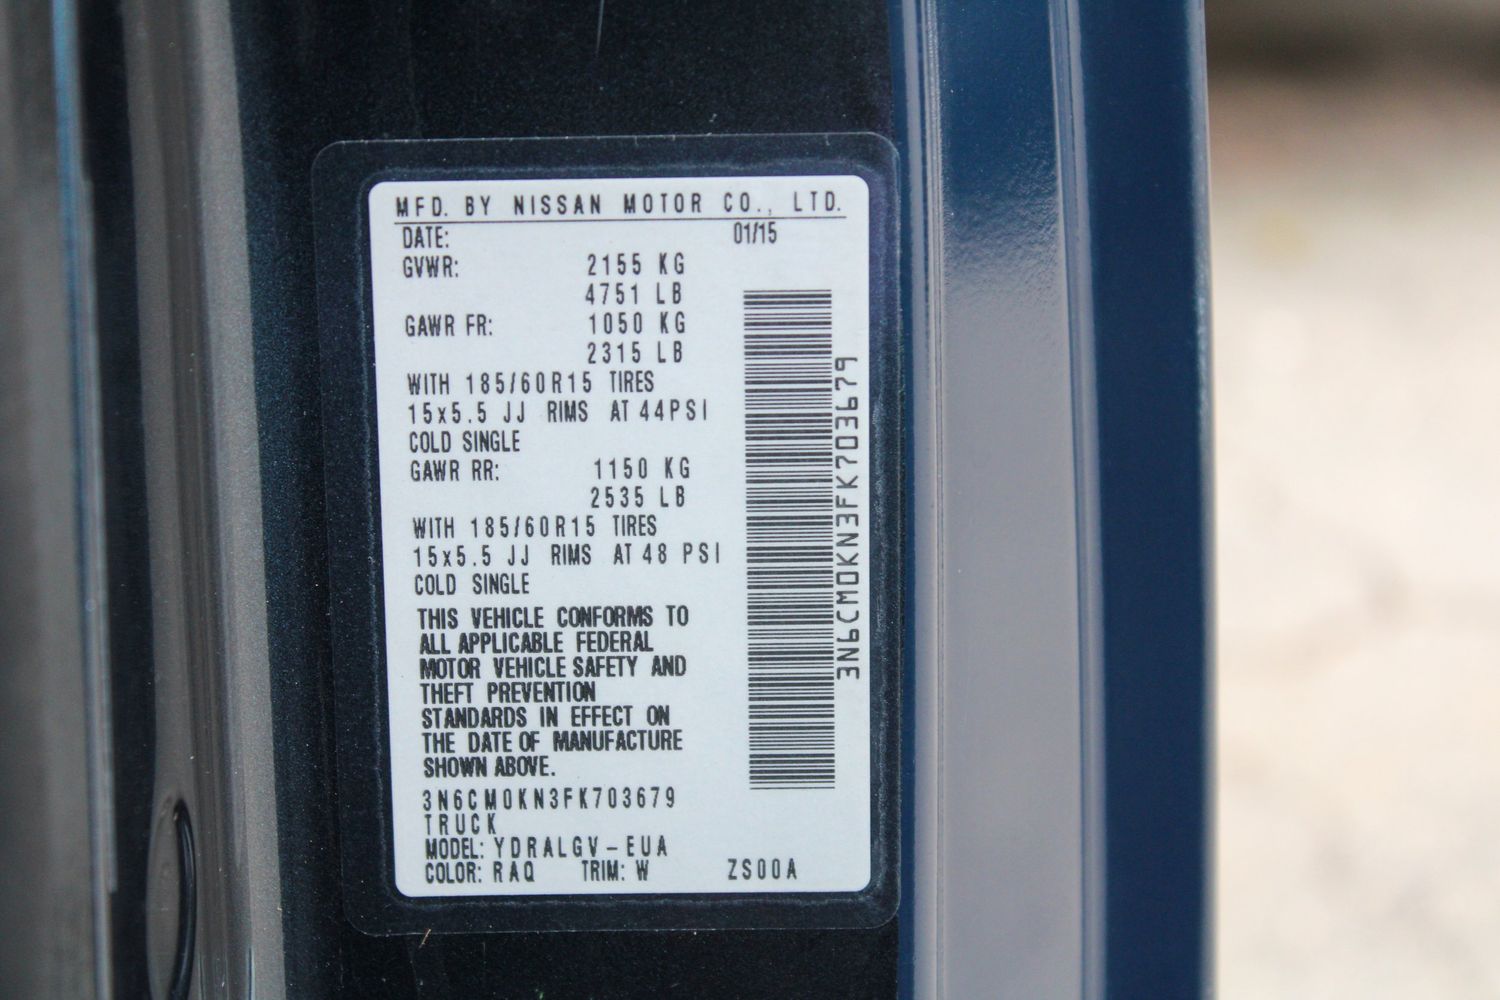 MFD. BY NISSAN MOTOR CO., LTD.
DATE: 01/15
GVWR: 2155 KG
4751 LB
GAWR FR: 1050 KG
2315 LB
WITH 185/60R15 TIRES
15x5.5 JJ RIMS AT 44PSI
COLD SINGLE
GAWR RR: 1150 KG
2535 LB
WITH 185/60R15 TIRES
15x5.5 JJ RIMS AT 48 PSI
COLD SINGLE
THIS VEHICLE CONFORMS TO
ALL APPLICABLE FEDERAL
MOTOR VEHICLE SAFETY AND
THEFT PREVENTION
STANDARDS IN EFFECT ON
THE DATE OF MANUFACTURE
SHOWN ABOVE.
3N6CM0KN3FK703679
TRUCK
MODEL: YDRALGV-EUA
COLOR: RAQ TRIM: W ZS00A
3N6CM0KN3FK703679